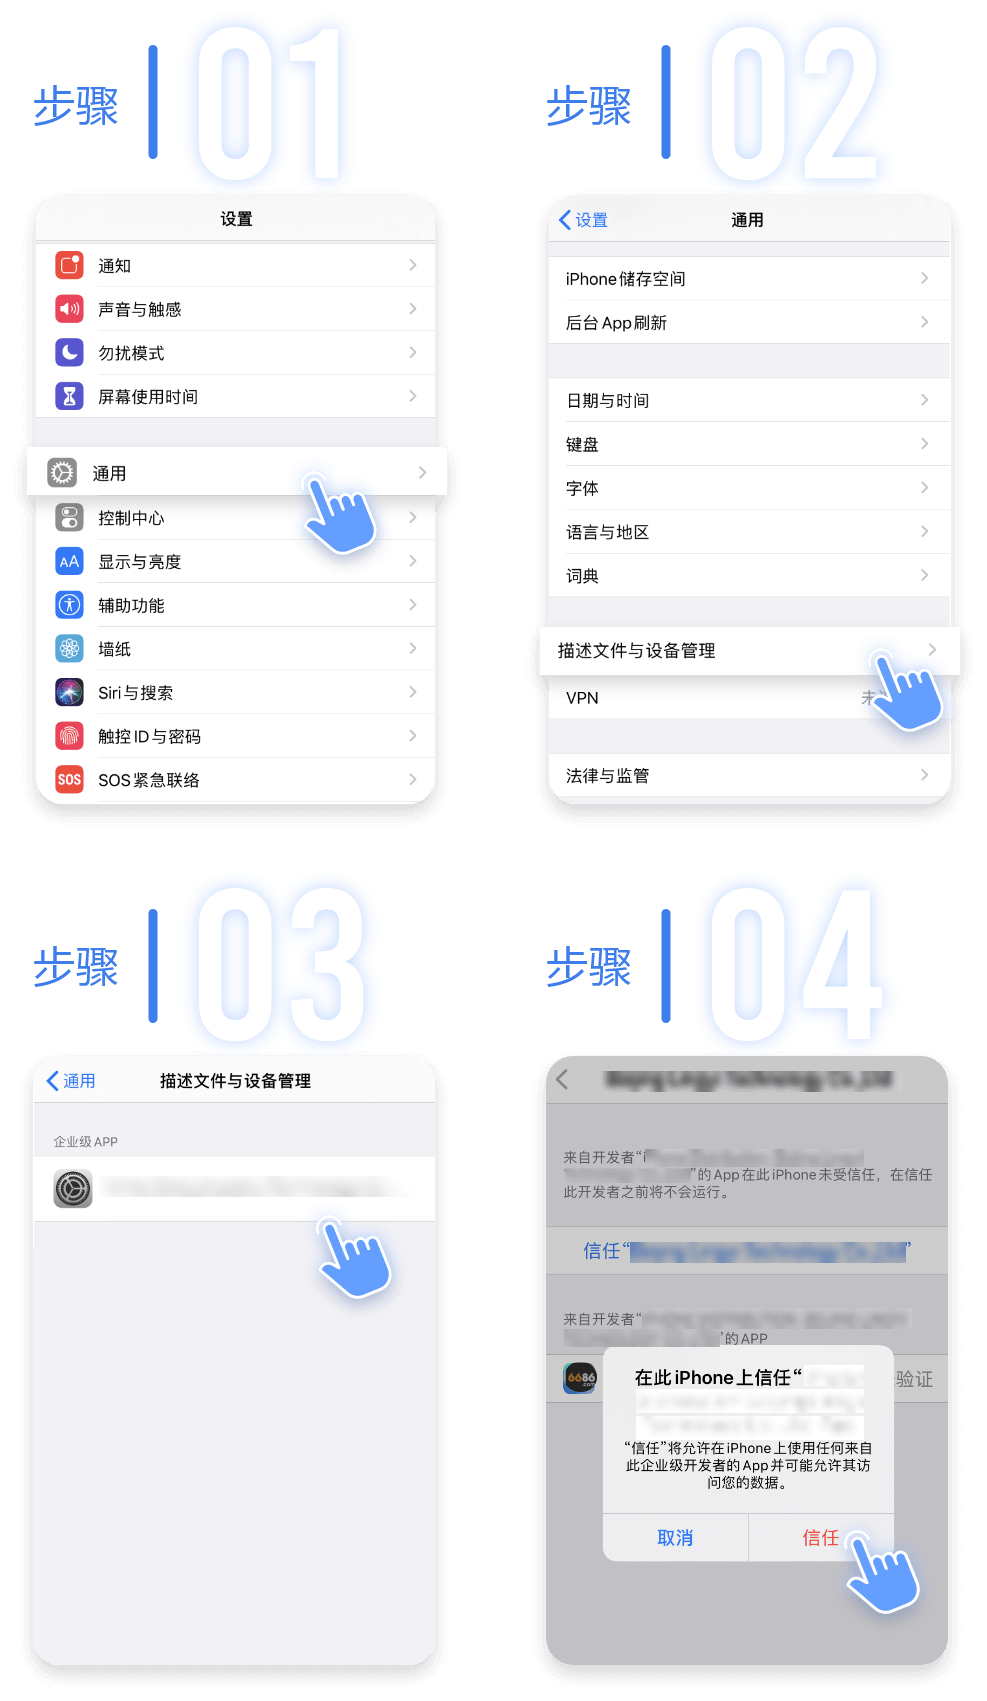 步骤 01
设置
通知
声音与触感
勿扰模式
屏幕使用时间
通用
控制中心
AA 显示与亮度
辅助功能
墙纸
Siri与搜索
触控ID与密码
SOS SOS紧急联络
步骤 02
设置 通用
iPhone储存空间
后台App刷新
日期与时间
键盘
字体
语言与地区
词典
描述文件与设备管理
VPN 未
法律与监管
步骤 03
通用 描述文件与设备管理
企业级APP
步骤 04
来自开发者“
”的App在此iPhone未受信任，在信任
此开发者之前将不会运行。
信任“ ”
来自开发者“
”的APP
6686
.com
验证
在此iPhone上信任“
“信任”将允许在iPhone上使用任何来自
此企业级开发者的App并可能允许其访
问您的数据。
取消 信任